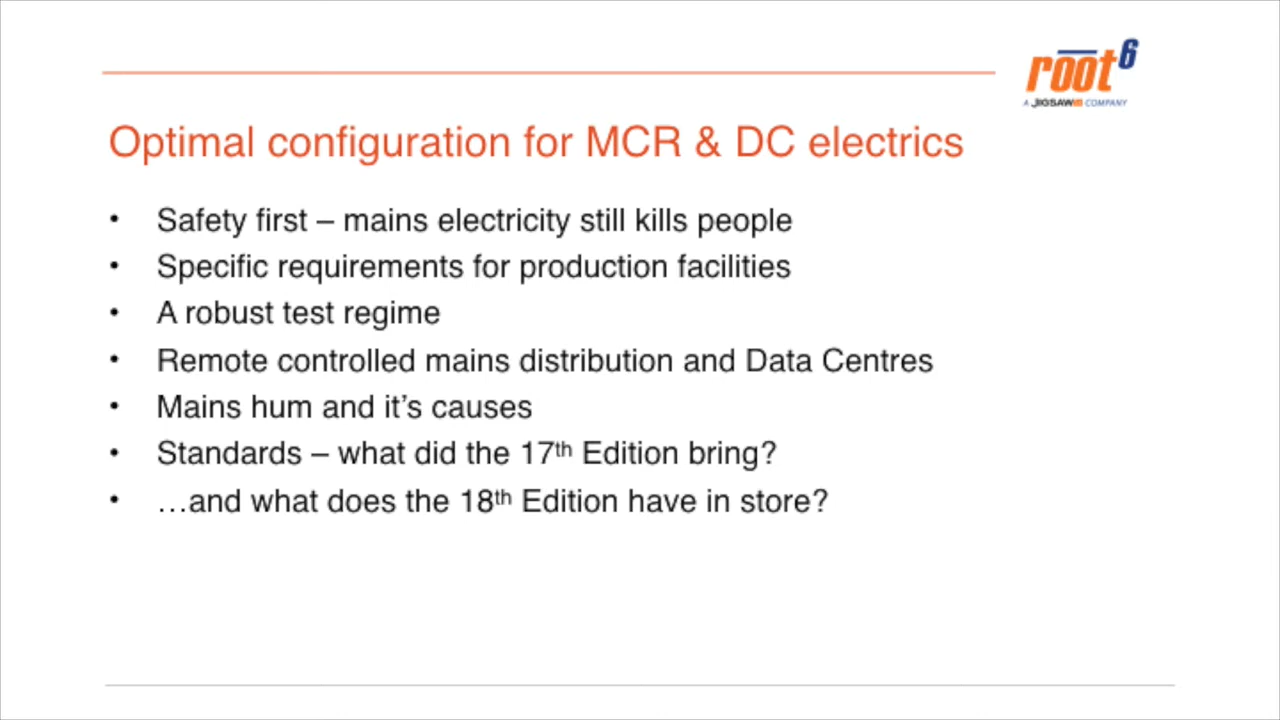 root6
A JIGSAW24 COMPANY
Optimal configuration for MCR & DC electrics
• Safety first – mains electricity still kills people
• Specific requirements for production facilities
• A robust test regime
• Remote controlled mains distribution and Data Centres
• Mains hum and it’s causes
• Standards – what did the 17th Edition bring?
• …and what does the 18th Edition have in store?